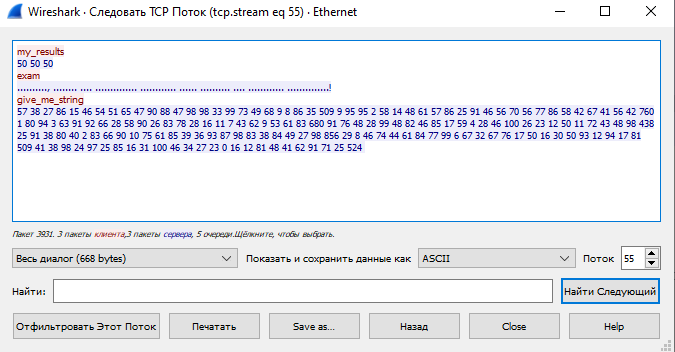 Wireshark · Следовать TCP Поток (tcp.stream eq 55) · Ethernet
my_results
50 50 50
exam
..........., ........ .... .............. ............. ...... .......... .... ............. ...............!
give_me_string
57 38 27 86 15 46 54 51 65 47 90 88 47 98 98 33 99 73 49 68 9 8 86 35 509 9 95 95 2 58 14 48 61 57 86 25 91 46 56 70 56 77 86 58 42 67 41 56 42 760
1 80 94 3 63 91 92 66 28 58 90 26 83 78 28 16 11 7 43 62 9 53 61 83 680 91 76 48 28 99 48 82 46 85 17 59 4 28 46 100 26 23 12 50 11 72 43 48 98 438
25 91 38 80 40 2 83 66 90 10 75 61 85 39 36 93 87 98 83 38 84 49 27 98 856 29 8 46 74 44 61 84 77 99 6 67 32 67 76 17 50 16 30 50 93 12 94 17 81
509 41 38 98 24 97 25 85 16 31 100 46 34 27 23 0 16 12 81 48 41 62 91 71 25 524
Пакет 3931. 3 пакеты клиента,3 пакеты сервера, 5 очереди.Щёлкните, чтобы выбрать.
Весь диалог (668 bytes) Показать и сохранить данные как ASCII Поток 55
Найти: Найти Следующий
Отфильтровать Этот Поток Печатать Save as... Назад Close Help